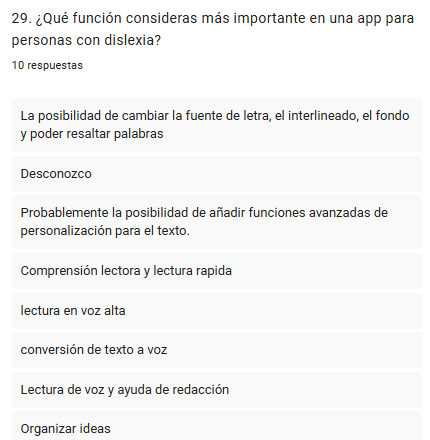 29. ¿Qué función consideras más importante en una app para
personas con dislexia?
10 respuestas
La posibilidad de cambiar la fuente de letra, el interlineado, el fondo
y poder resaltar palabras
Desconozco
Probablemente la posibilidad de añadir funciones avanzadas de
personalización para el texto.
Comprensión lectora y lectura rapida
lectura en voz alta
conversión de texto a voz
Lectura de voz y ayuda de redacción
Organizar ideas